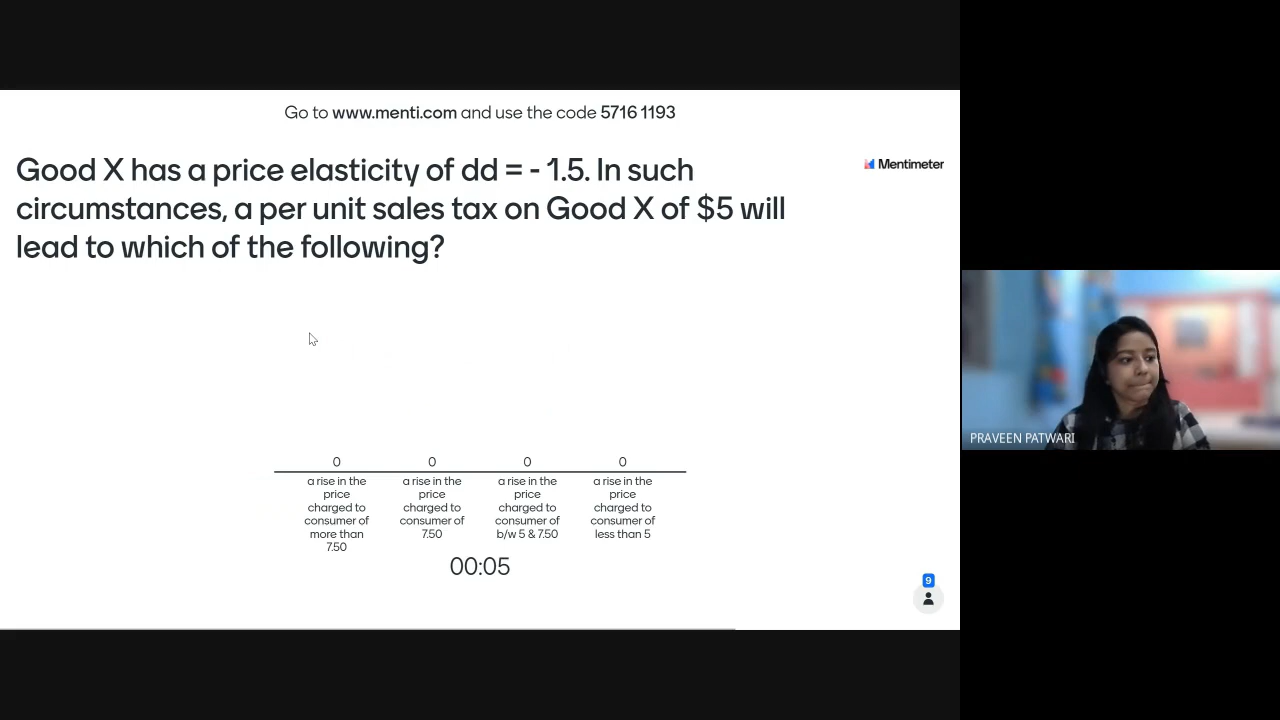 Go to www.menti.com and use the code 5716 1193
Mentimeter
Good X has a price elasticity of dd = - 1.5. In such
circumstances, a per unit sales tax on Good X of $5 will
lead to which of the following?
0
0
0
0
a rise in the
price
charged to
consumer of
more than
7.50
a rise in the
price
charged to
consumer of
7.50
a rise in the
price
charged to
consumer of
b/w 5 & 7.50
a rise in the
price
charged to
consumer of
less than 5
00:05
9
PRAVEEN PATWARI